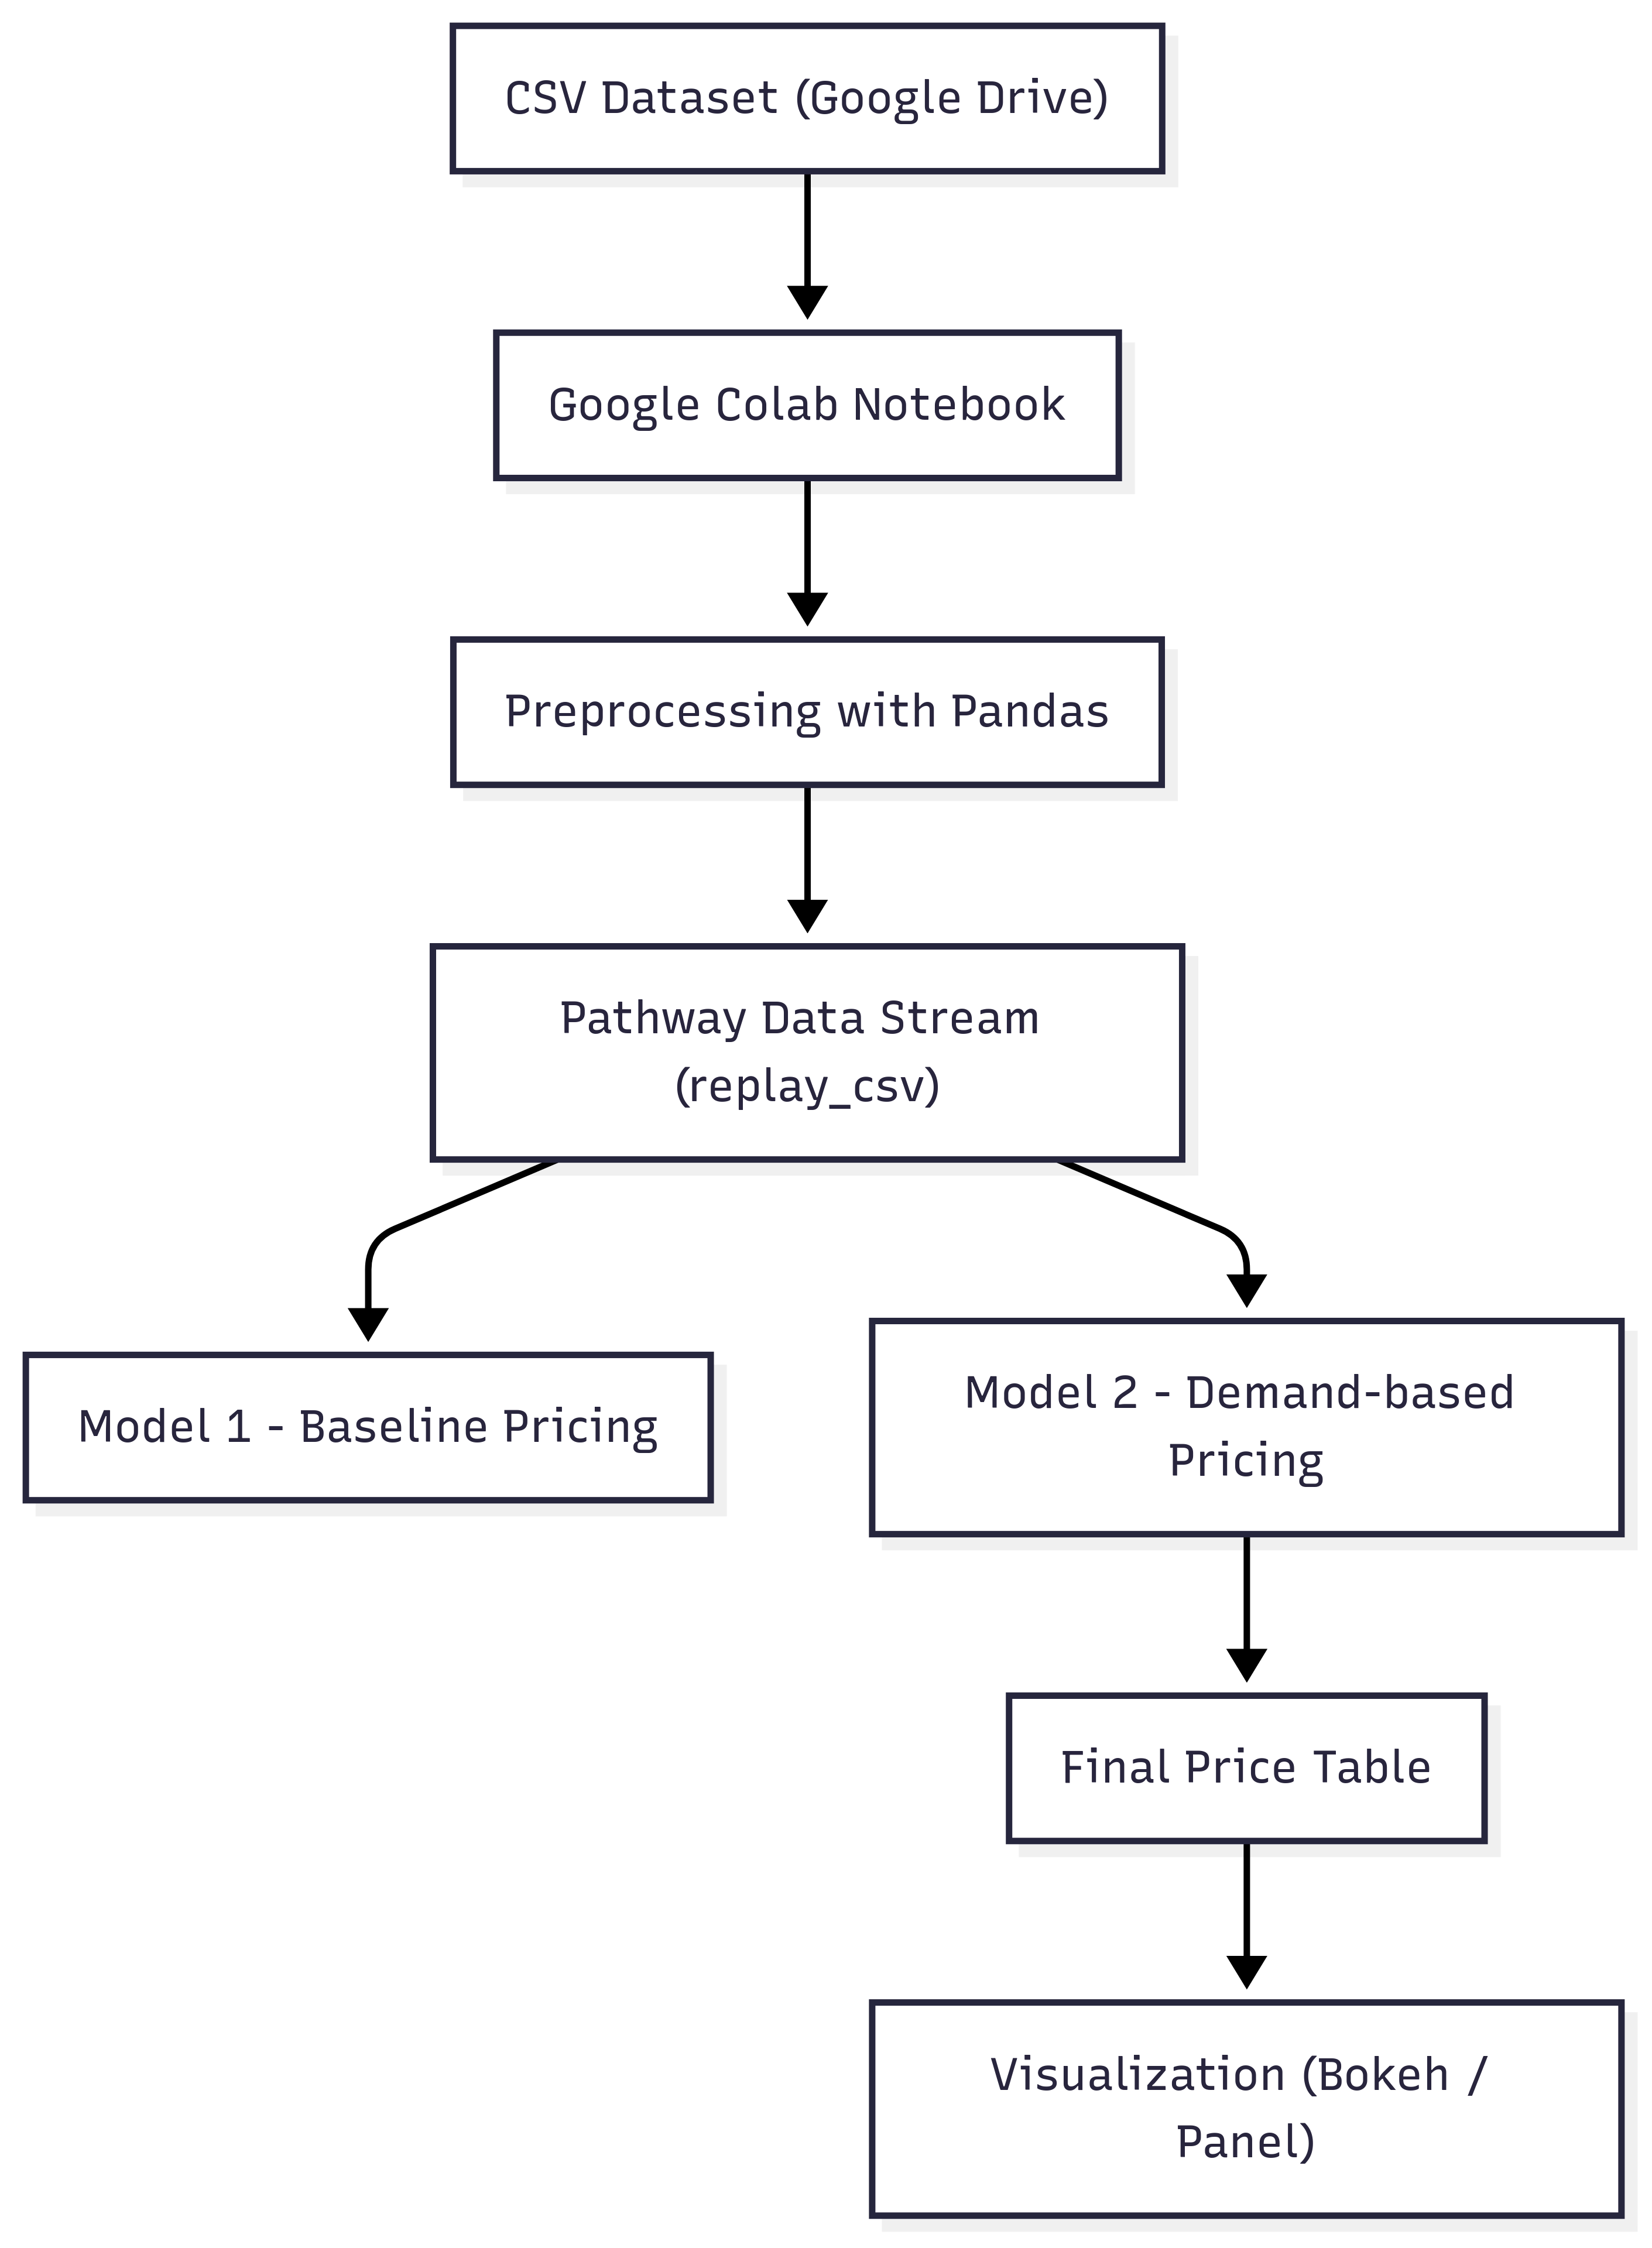 CSV Dataset (Google Drive)
Google Colab Notebook
Preprocessing with Pandas
Pathway Data Stream
(replay_csv)
Model 1 - Baseline Pricing
Model 2 - Demand-based
Pricing
Final Price Table
Visualization (Bokeh /
Panel)